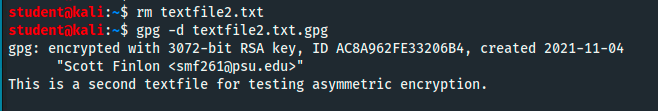 student@kali:~$ rm textfile2.txt
student@kali:~$ gpg -d textfile2.txt.gpg
gpg: encrypted with 3072-bit RSA key, ID AC8A962FE33206B4, created 2021-11-04
      "Scott Finlon <smf261@psu.edu>"
This is a second textfile for testing asymmetric encryption.